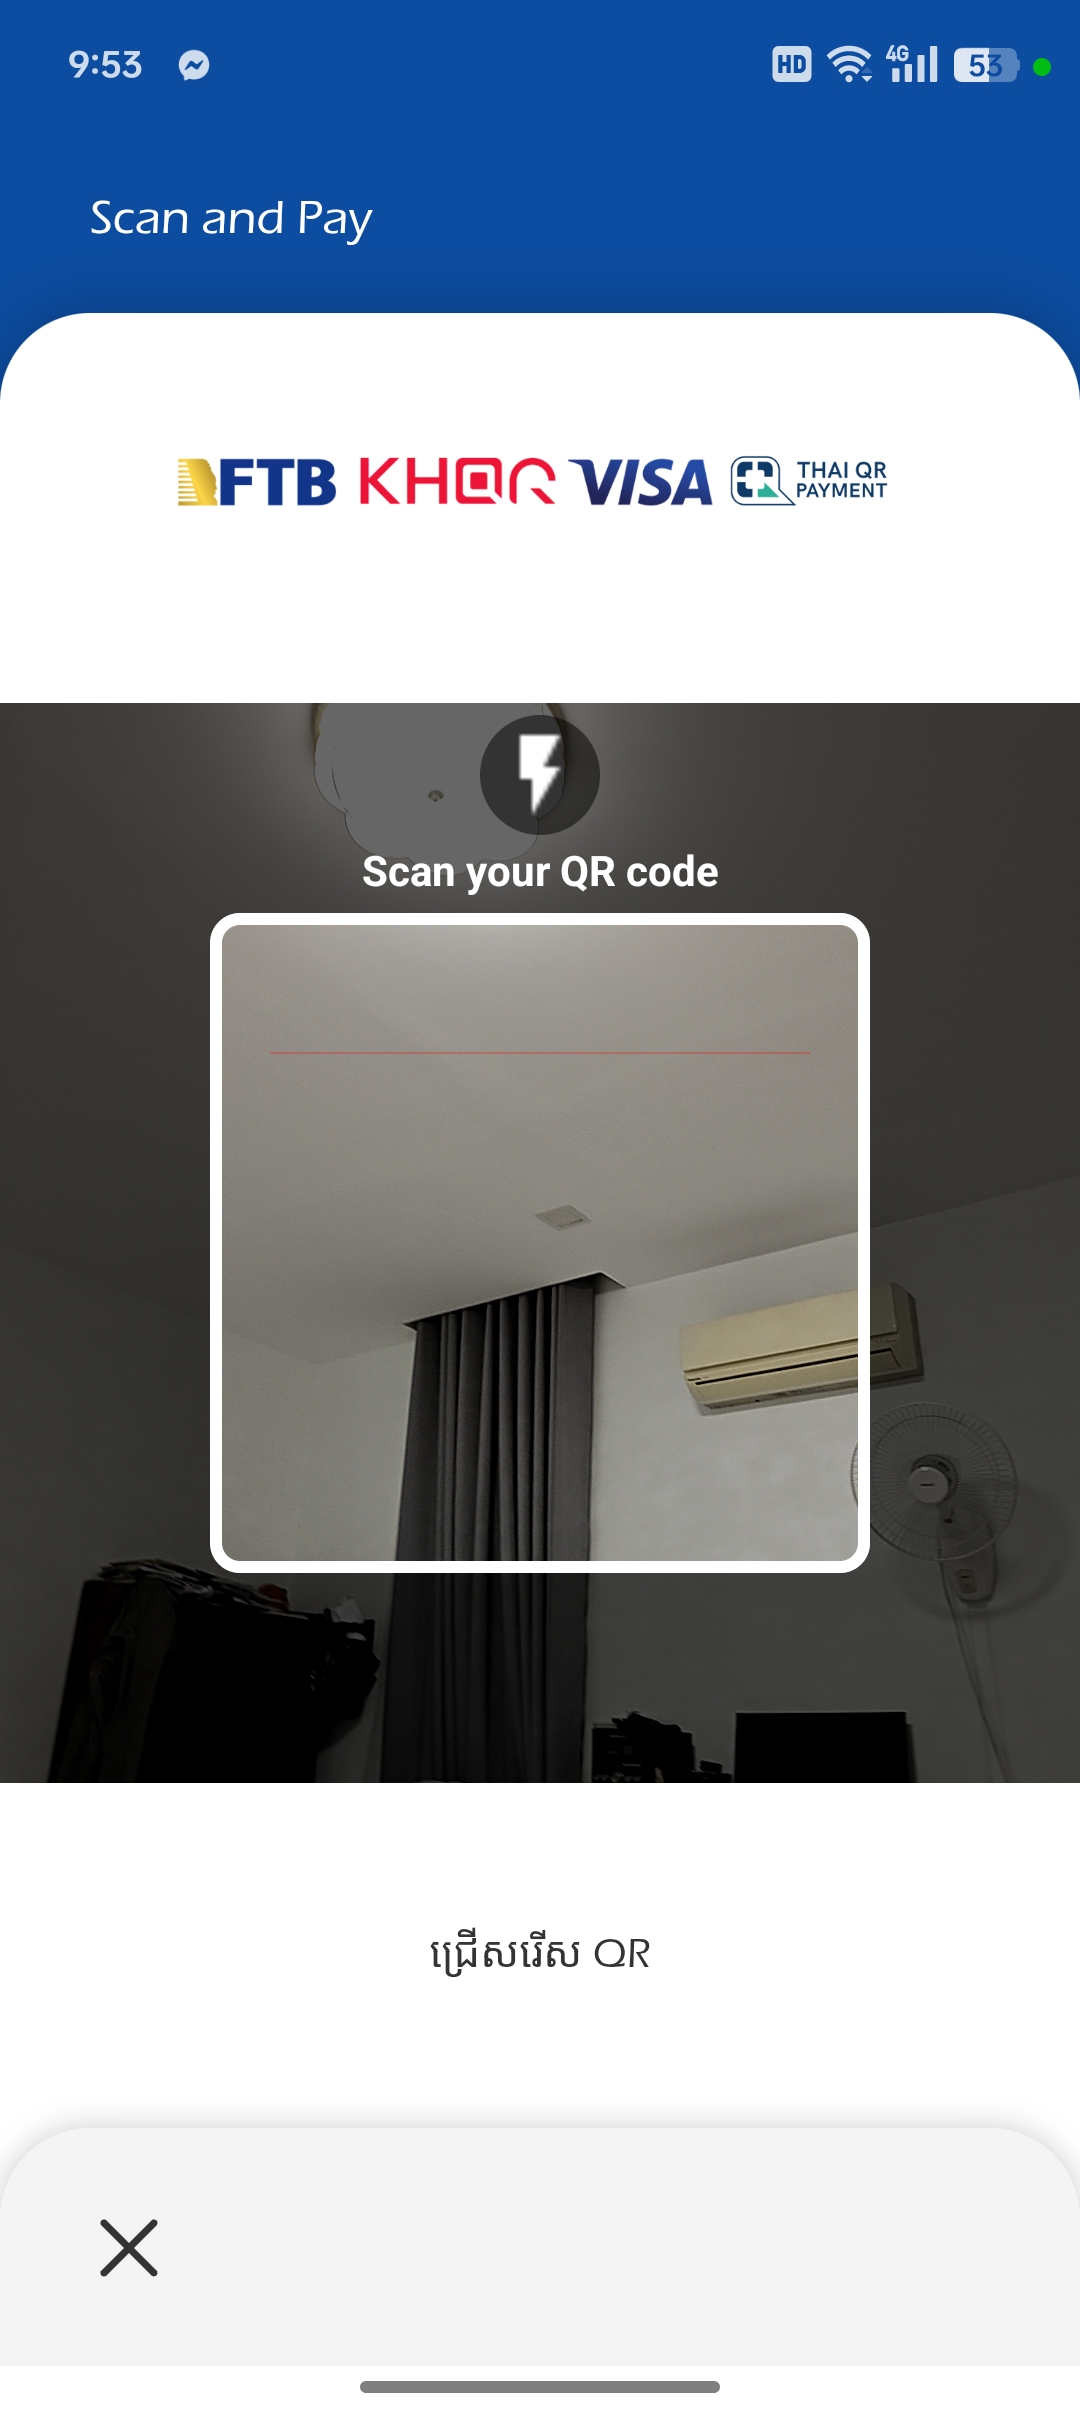 9:53 HD 4G 53
Scan and Pay
FTB KHQR VISA THAI QR PAYMENT
Scan your QR code
ជ្រើសរើស QR